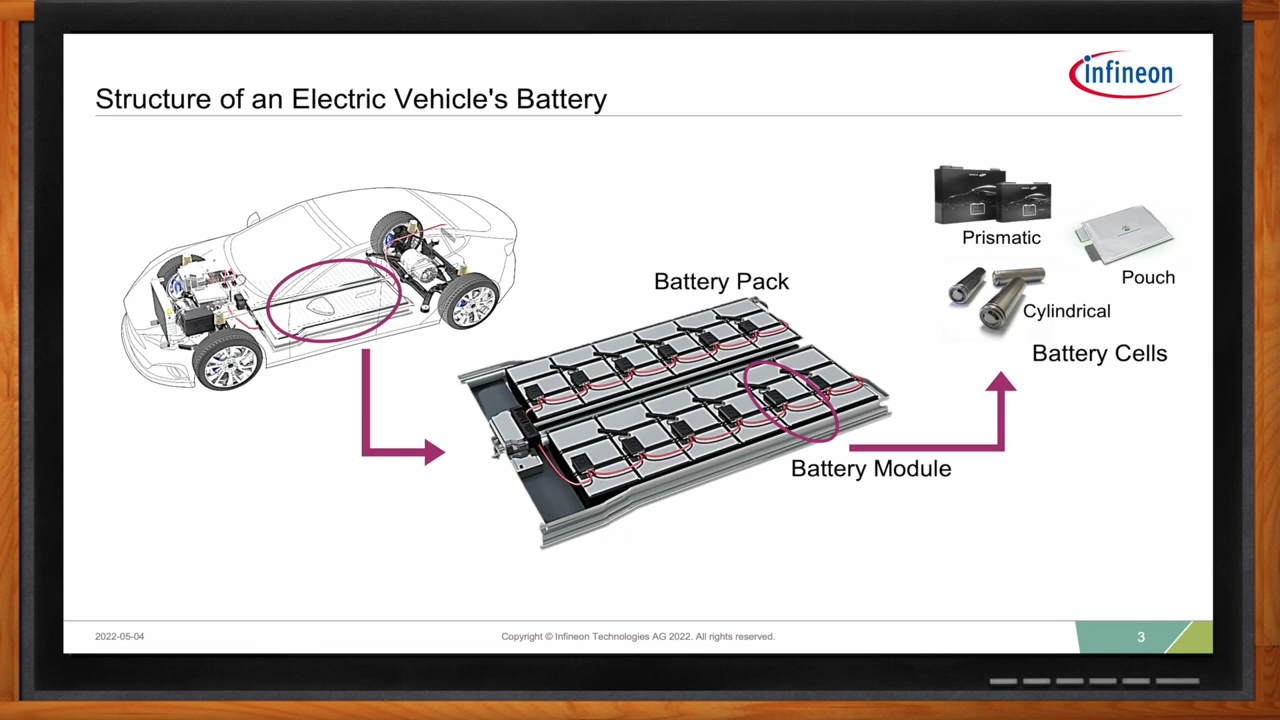 infineon
Structure of an Electric Vehicle's Battery
Prismatic
Pouch
Cylindrical
Battery Cells
Battery Pack
Battery Module
2022-05-04
Copyright © Infineon Technologies AG 2022. All rights reserved.
3